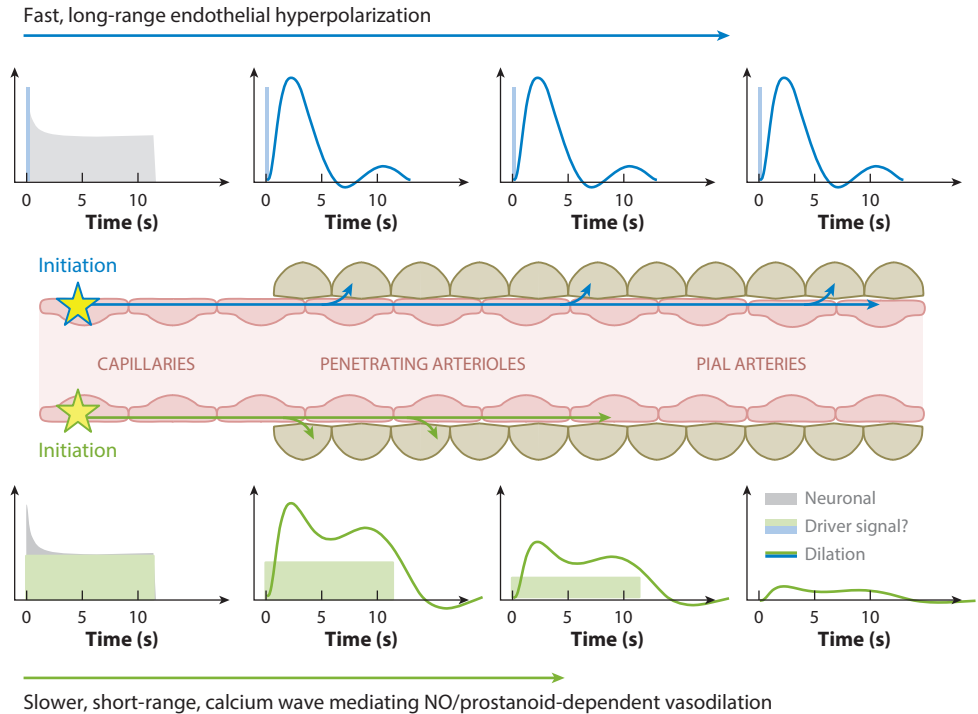 Fast, long-range endothelial hyperpolarization
0 5 10
Time (s)
0 5 10
Time (s)
0 5 10
Time (s)
0 5 10
Time (s)
Initiation
CAPILLARIES
PENETRATING ARTERIOLES
PIAL ARTERIES
Initiation
0 5 10
Time (s)
0 5 10
Time (s)
0 5 10
Time (s)
Neuronal
Driver signal?
Dilation
0 5 10
Time (s)
Slower, short-range, calcium wave mediating NO/prostanoid-dependent vasodilation